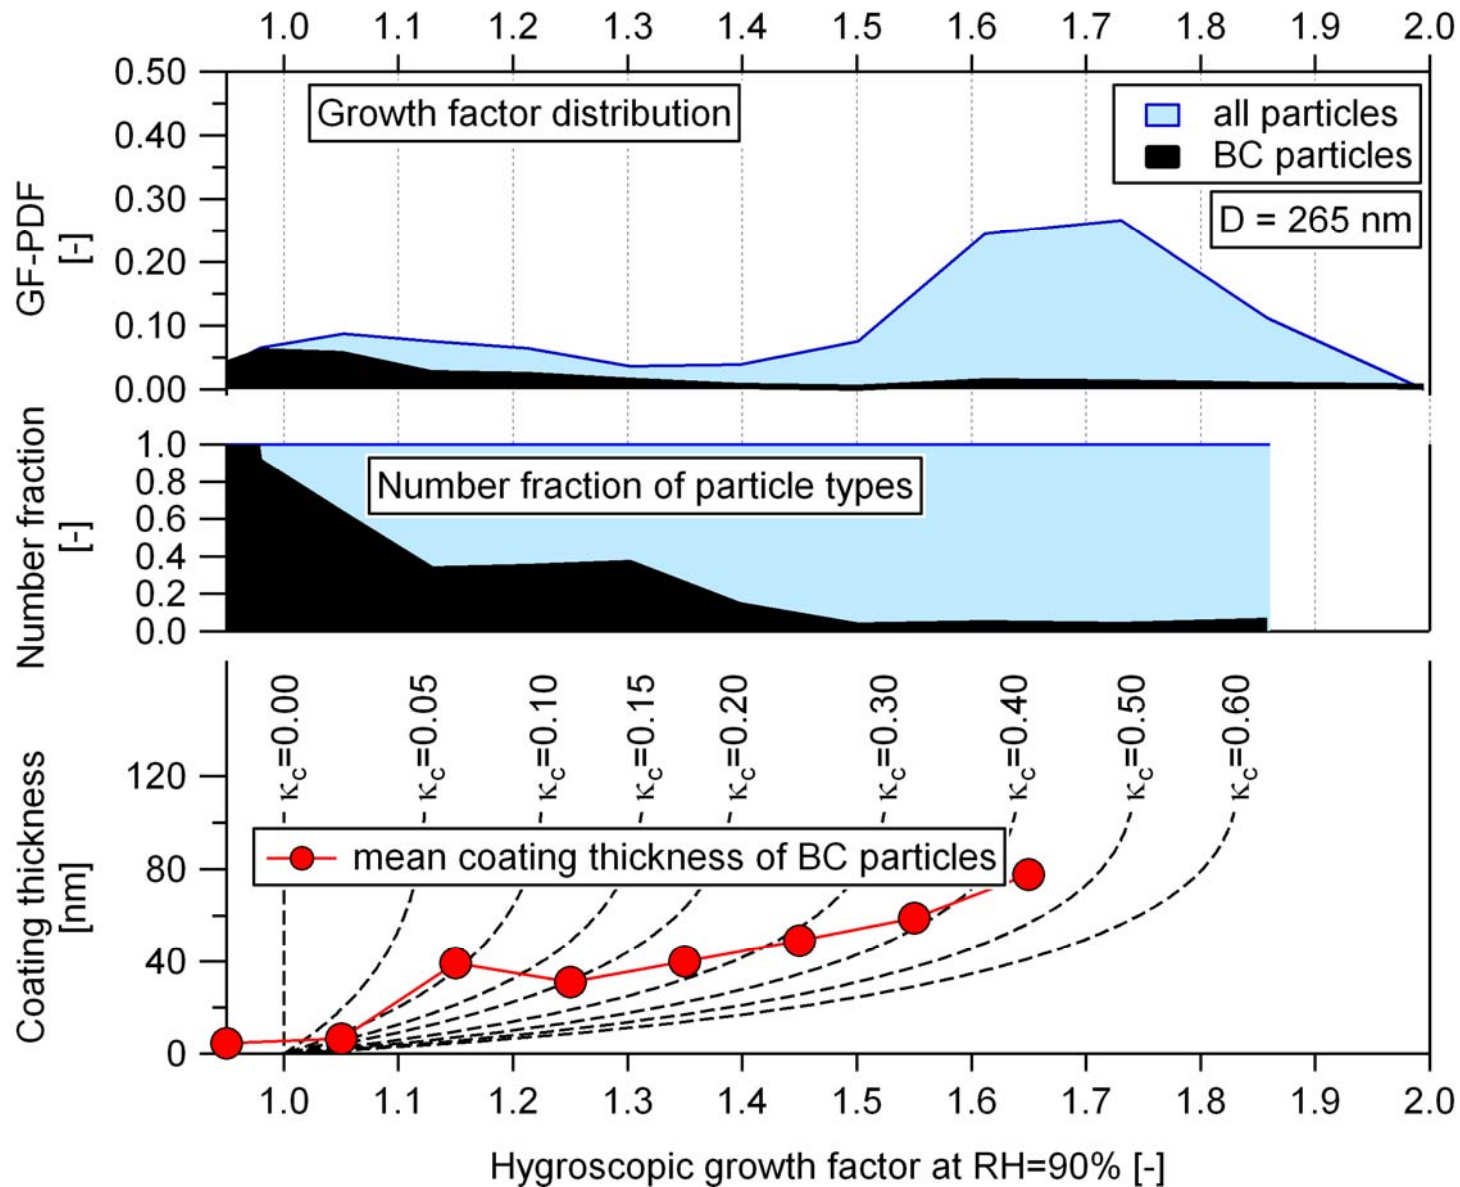 1.0 1.1 1.2 1.3 1.4 1.5 1.6 1.7 1.8 1.9 2.0
GF-PDF
[-]
0.50
0.40
0.30
0.20
0.10
0.00
Growth factor distribution
all particles
BC particles
D = 265 nm
Number fraction
[-]
1.0
0.8
0.6
0.4
0.2
0.0
Number fraction of particle types
Coating thickness
[nm]
120
80
40
0
κc=0.00
κc=0.05
κc=0.10
κc=0.15
κc=0.20
κc=0.30
κc=0.40
κc=0.50
κc=0.60
mean coating thickness of BC particles
1.0 1.1 1.2 1.3 1.4 1.5 1.6 1.7 1.8 1.9 2.0
Hygroscopic growth factor at RH=90% [-]